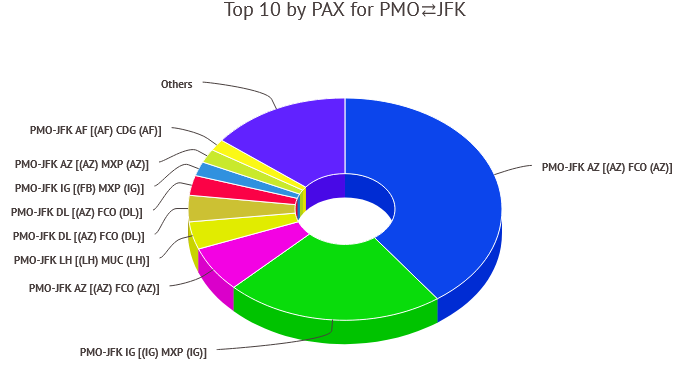 Top 10 by PAX for PMO⇄JFK
Others
PMO-JFK AF [(AF) CDG (AF)]
PMO-JFK AZ [(AZ) MXP (AZ)]
PMO-JFK AZ [(AZ) FCO (AZ)]
PMO-JFK IG [(FB) MXP (IG)]
PMO-JFK DL [(AZ) FCO (DL)]
PMO-JFK DL [(AZ) FCO (DL)]
PMO-JFK LH [(LH) MUC (LH)]
PMO-JFK AZ [(AZ) FCO (AZ)]
PMO-JFK IG [(IG) MXP (IG)]